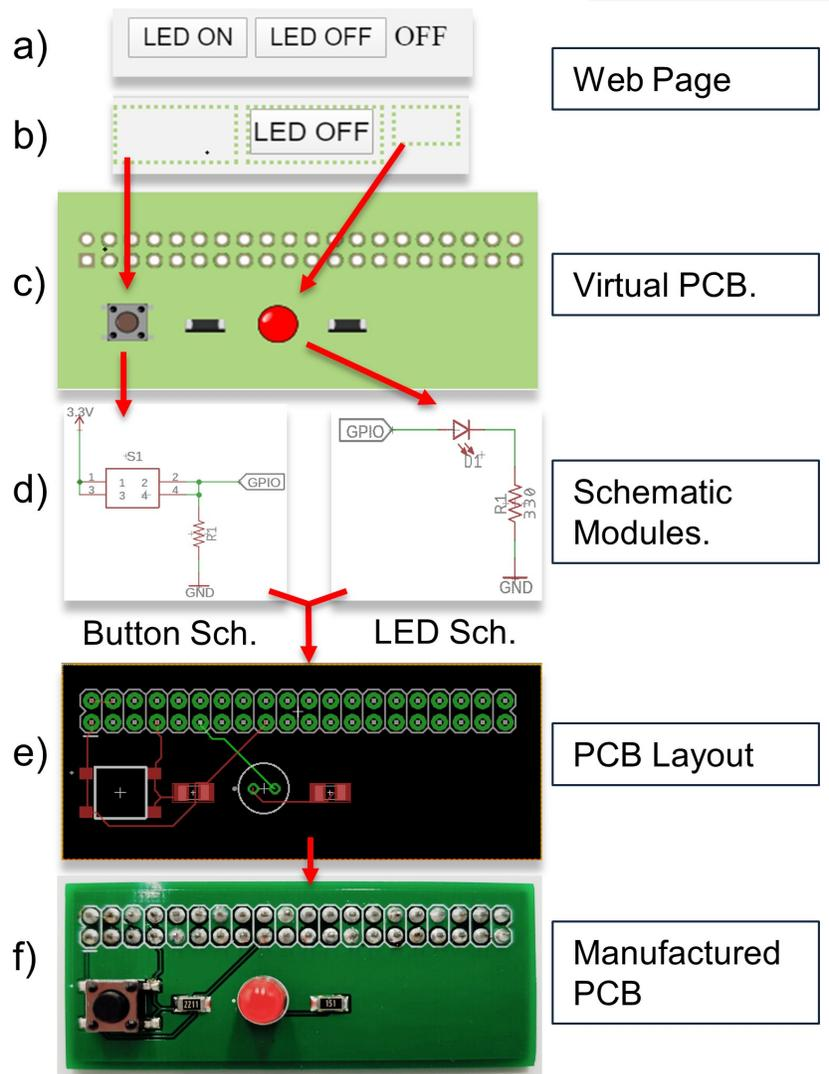 a)
LED ON LED OFF OFF
Web Page
b)
LED OFF
c)
Virtual PCB.
d)
3.3V
S1
1 1 2 2
3 3 4 4
GPIO
R1
GND
GPIO
D1
R1
330
GND
Schematic
Modules.
Button Sch. LED Sch.
e)
PCB Layout
f)
2211
151
Manufactured
PCB